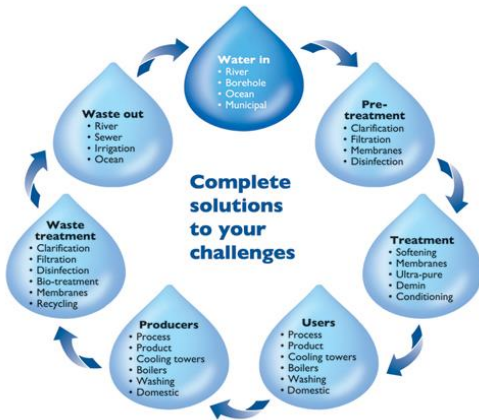 Water in
• River
• Borehole
• Ocean
• Municipal
Pre-
treatment
• Clarification
• Filtration
• Membranes
• Disinfection
Treatment
• Softening
• Membranes
• Ultra-pure
• Demin
• Conditioning
Users
• Process
• Product
• Cooling towers
• Boilers
• Washing
• Domestic
Producers
• Process
• Product
• Cooling towers
• Boilers
• Washing
• Domestic
Waste treatment
• Clarification
• Filtration
• Disinfection
• Bio-treatment
• Membranes
• Recycling
Waste out
• River
• Sewer
• Irrigation
• Ocean
Complete
solutions
to your
challenges